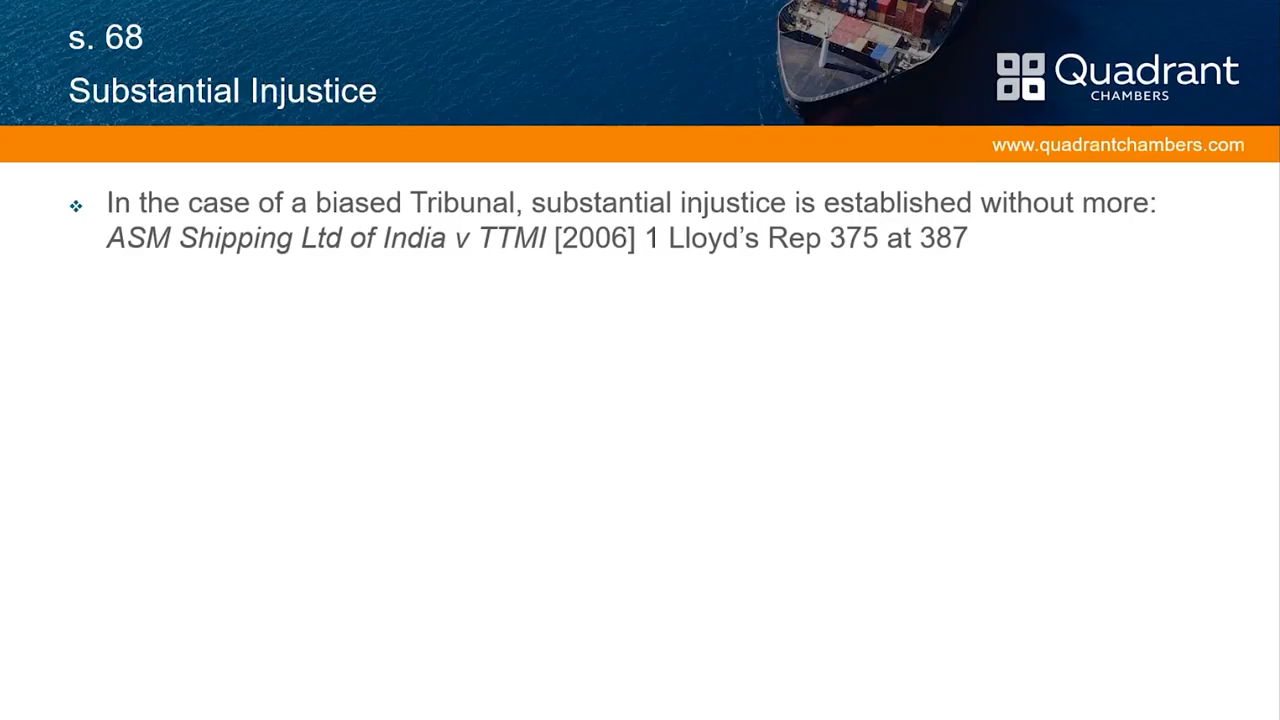 s. 68
Substantial Injustice
Quadrant
CHAMBERS
www.quadrantchambers.com
❖ In the case of a biased Tribunal, substantial injustice is established without more:
ASM Shipping Ltd of India v TTMI [2006] 1 Lloyd’s Rep 375 at 387